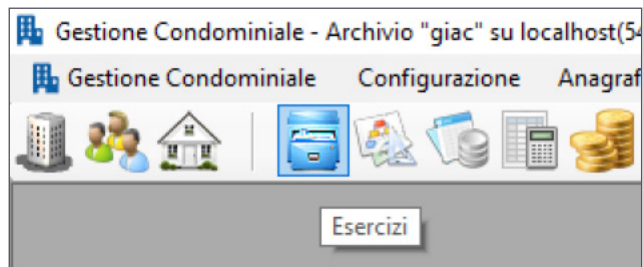 Gestione Condominiale - Archivio "giac" su localhost(54
Gestione Condominiale Configurazione Anagraf
Esercizi